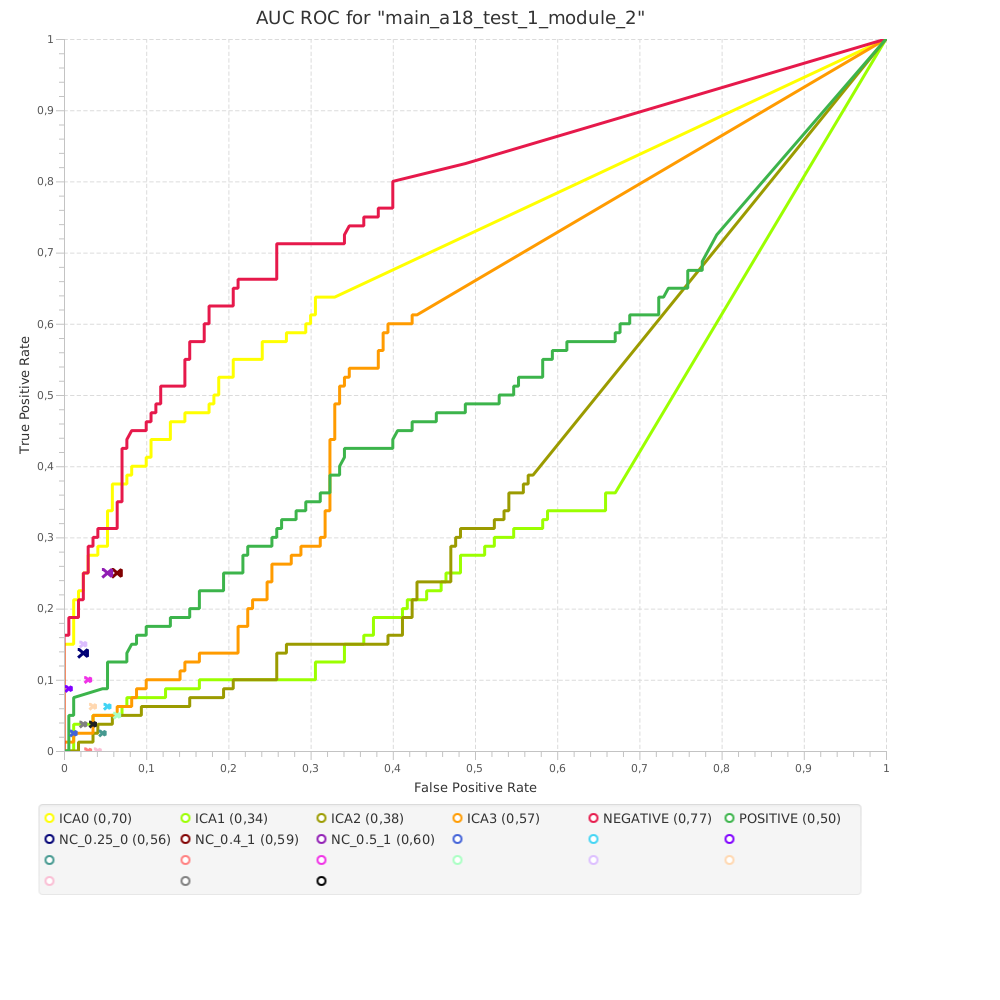 AUC ROC for "main_a18_test_1_module_2"
True Positive Rate
1
0,9
0,8
0,7
0,6
0,5
0,4
0,3
0,2
0,1
0
0 0,1 0,2 0,3 0,4 0,5 0,6 0,7 0,8 0,9 1
False Positive Rate
ICA0 (0,70) ICA1 (0,34) ICA2 (0,38) ICA3 (0,57) NEGATIVE (0,77) POSITIVE (0,50)
NC_0.25_0 (0,56) NC_0.4_1 (0,59) NC_0.5_1 (0,60)